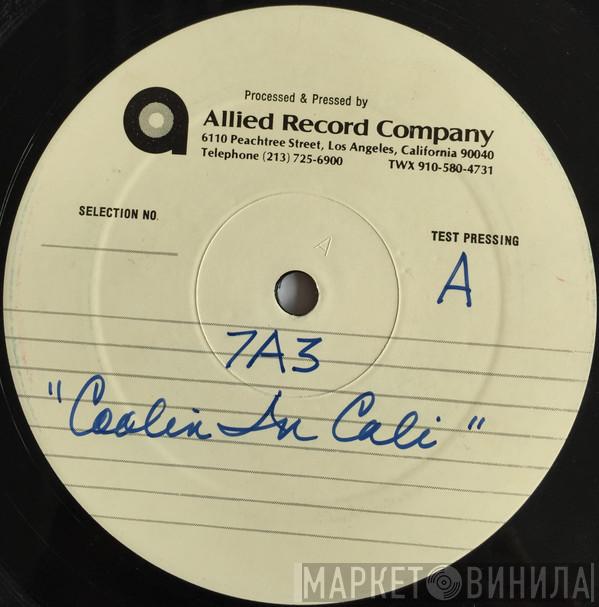 Processed & Pressed by
a
Allied Record Company
6110 Peachtree Street, Los Angeles, California 90040
Telephone (213) 725-6900 TWX 910-580-4731
SELECTION NO.
TEST PRESSING
A
A
7A3
"Coolin In Cali"
МАРКЕТ ВИНИЛА